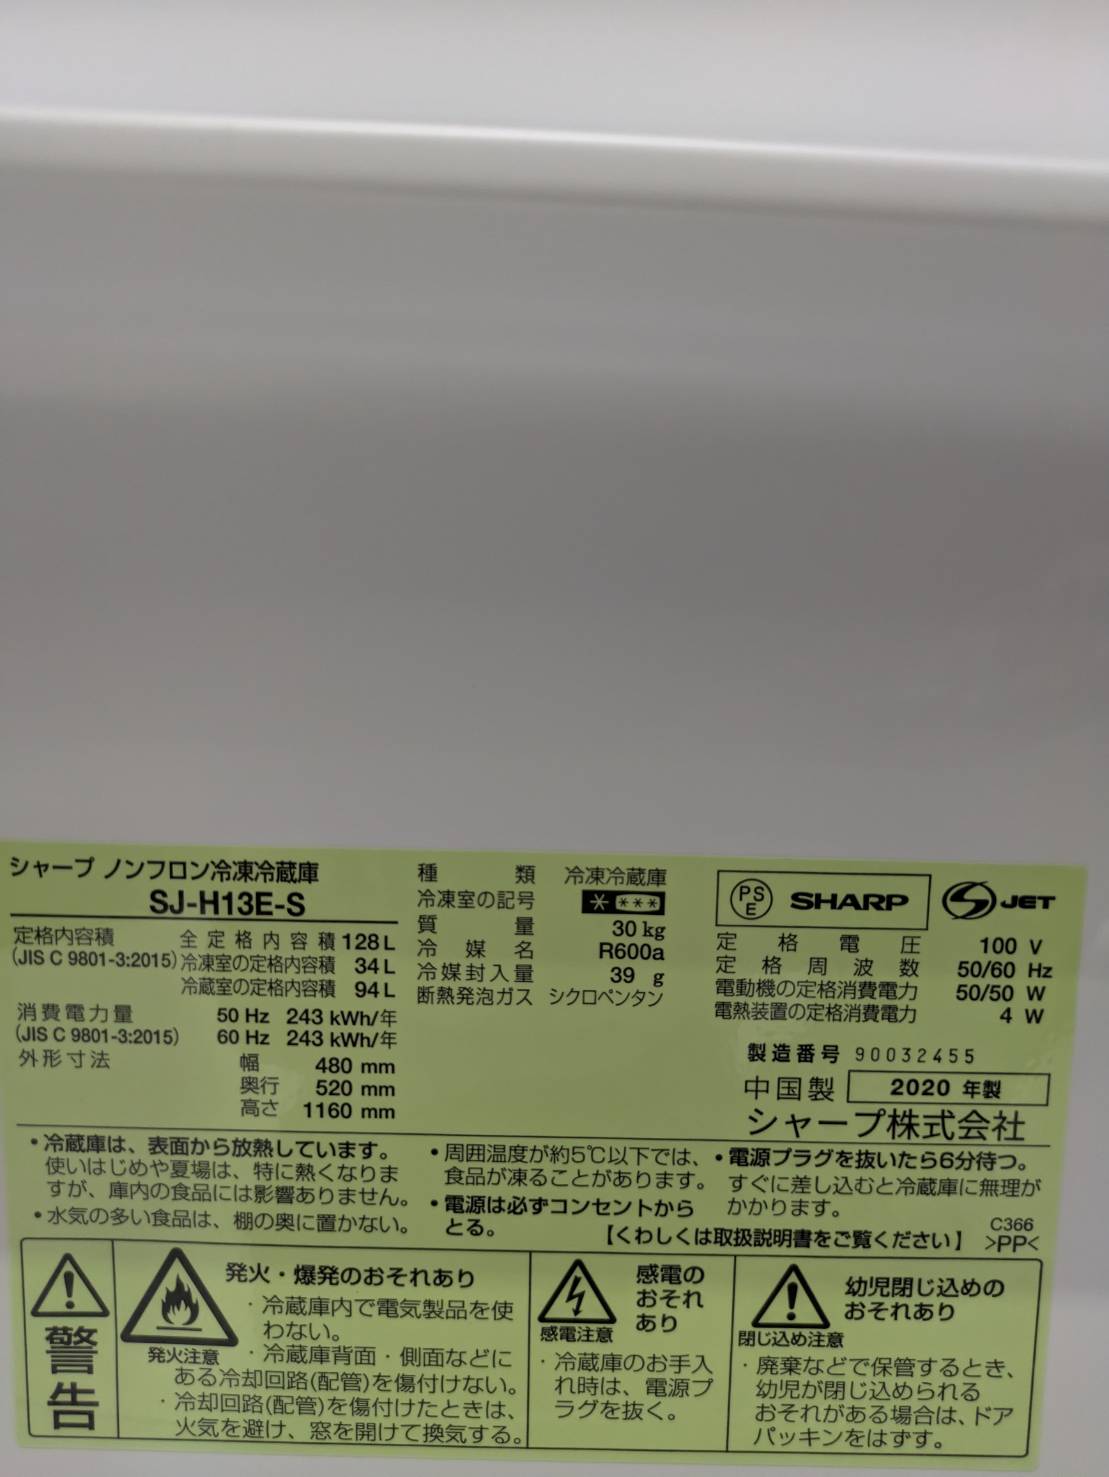 シャープ ノンフロン冷凍冷蔵庫
SJ-H13E-S
定格内容積 全定格内容積 128 L
(JIS C 9801-3:2015) 冷凍室の定格内容積 34 L
冷蔵室の定格内容積 94 L
消費電力量 50 Hz 243 kWh/年
(JIS C 9801-3:2015) 60 Hz 243 kWh/年
外形寸法 幅 480 mm
奥行 520 mm
高さ 1160 mm
種類 冷凍冷蔵庫
冷凍室の記号 * ***
質量 30 kg
冷媒名 R600a
冷媒封入量 39 g
断熱発泡ガス シクロペンタン
PS
E
SHARP
JET
定格電圧 100 V
定格周波数 50/60 Hz
電動機の定格消費電力 50/50 W
電熱装置の定格消費電力 4 W
製造番号 90032455
中国製 2020 年製
シャープ株式会社
・冷蔵庫は、表面から放熱しています。
使いはじめや夏場は、特に熱くなりま
すが、庫内の食品には影響ありません。
・水気の多い食品は、棚の奥に置かない。
・周囲温度が約5℃以下では、
食品が凍ることがあります。
・電源は必ずコンセントから
とる。
・電源プラグを抜いたら6分待つ。
すぐに差し込むと冷蔵庫に無理が
かかります。
【くわしくは取扱説明書をご覧ください】
C366
>PP<
警告
発火注意
発火・爆発のおそれあり
・冷蔵庫内で電気製品を使
わない。
・冷蔵庫背面・側面などに
ある冷却回路(配管)を傷付けない。
・冷却回路(配管)を傷付けたときは、
火気を避け、窓を開けて換気する。
感電注意
感電の
おそれ
あり
・冷蔵庫のお手入
れ時は、電源プ
ラグを抜く。
閉じ込め注意
幼児閉じ込めの
おそれあり
・廃棄などで保管するとき、
幼児が閉じ込められる
おそれがある場合は、ドア
パッキンをはずす。